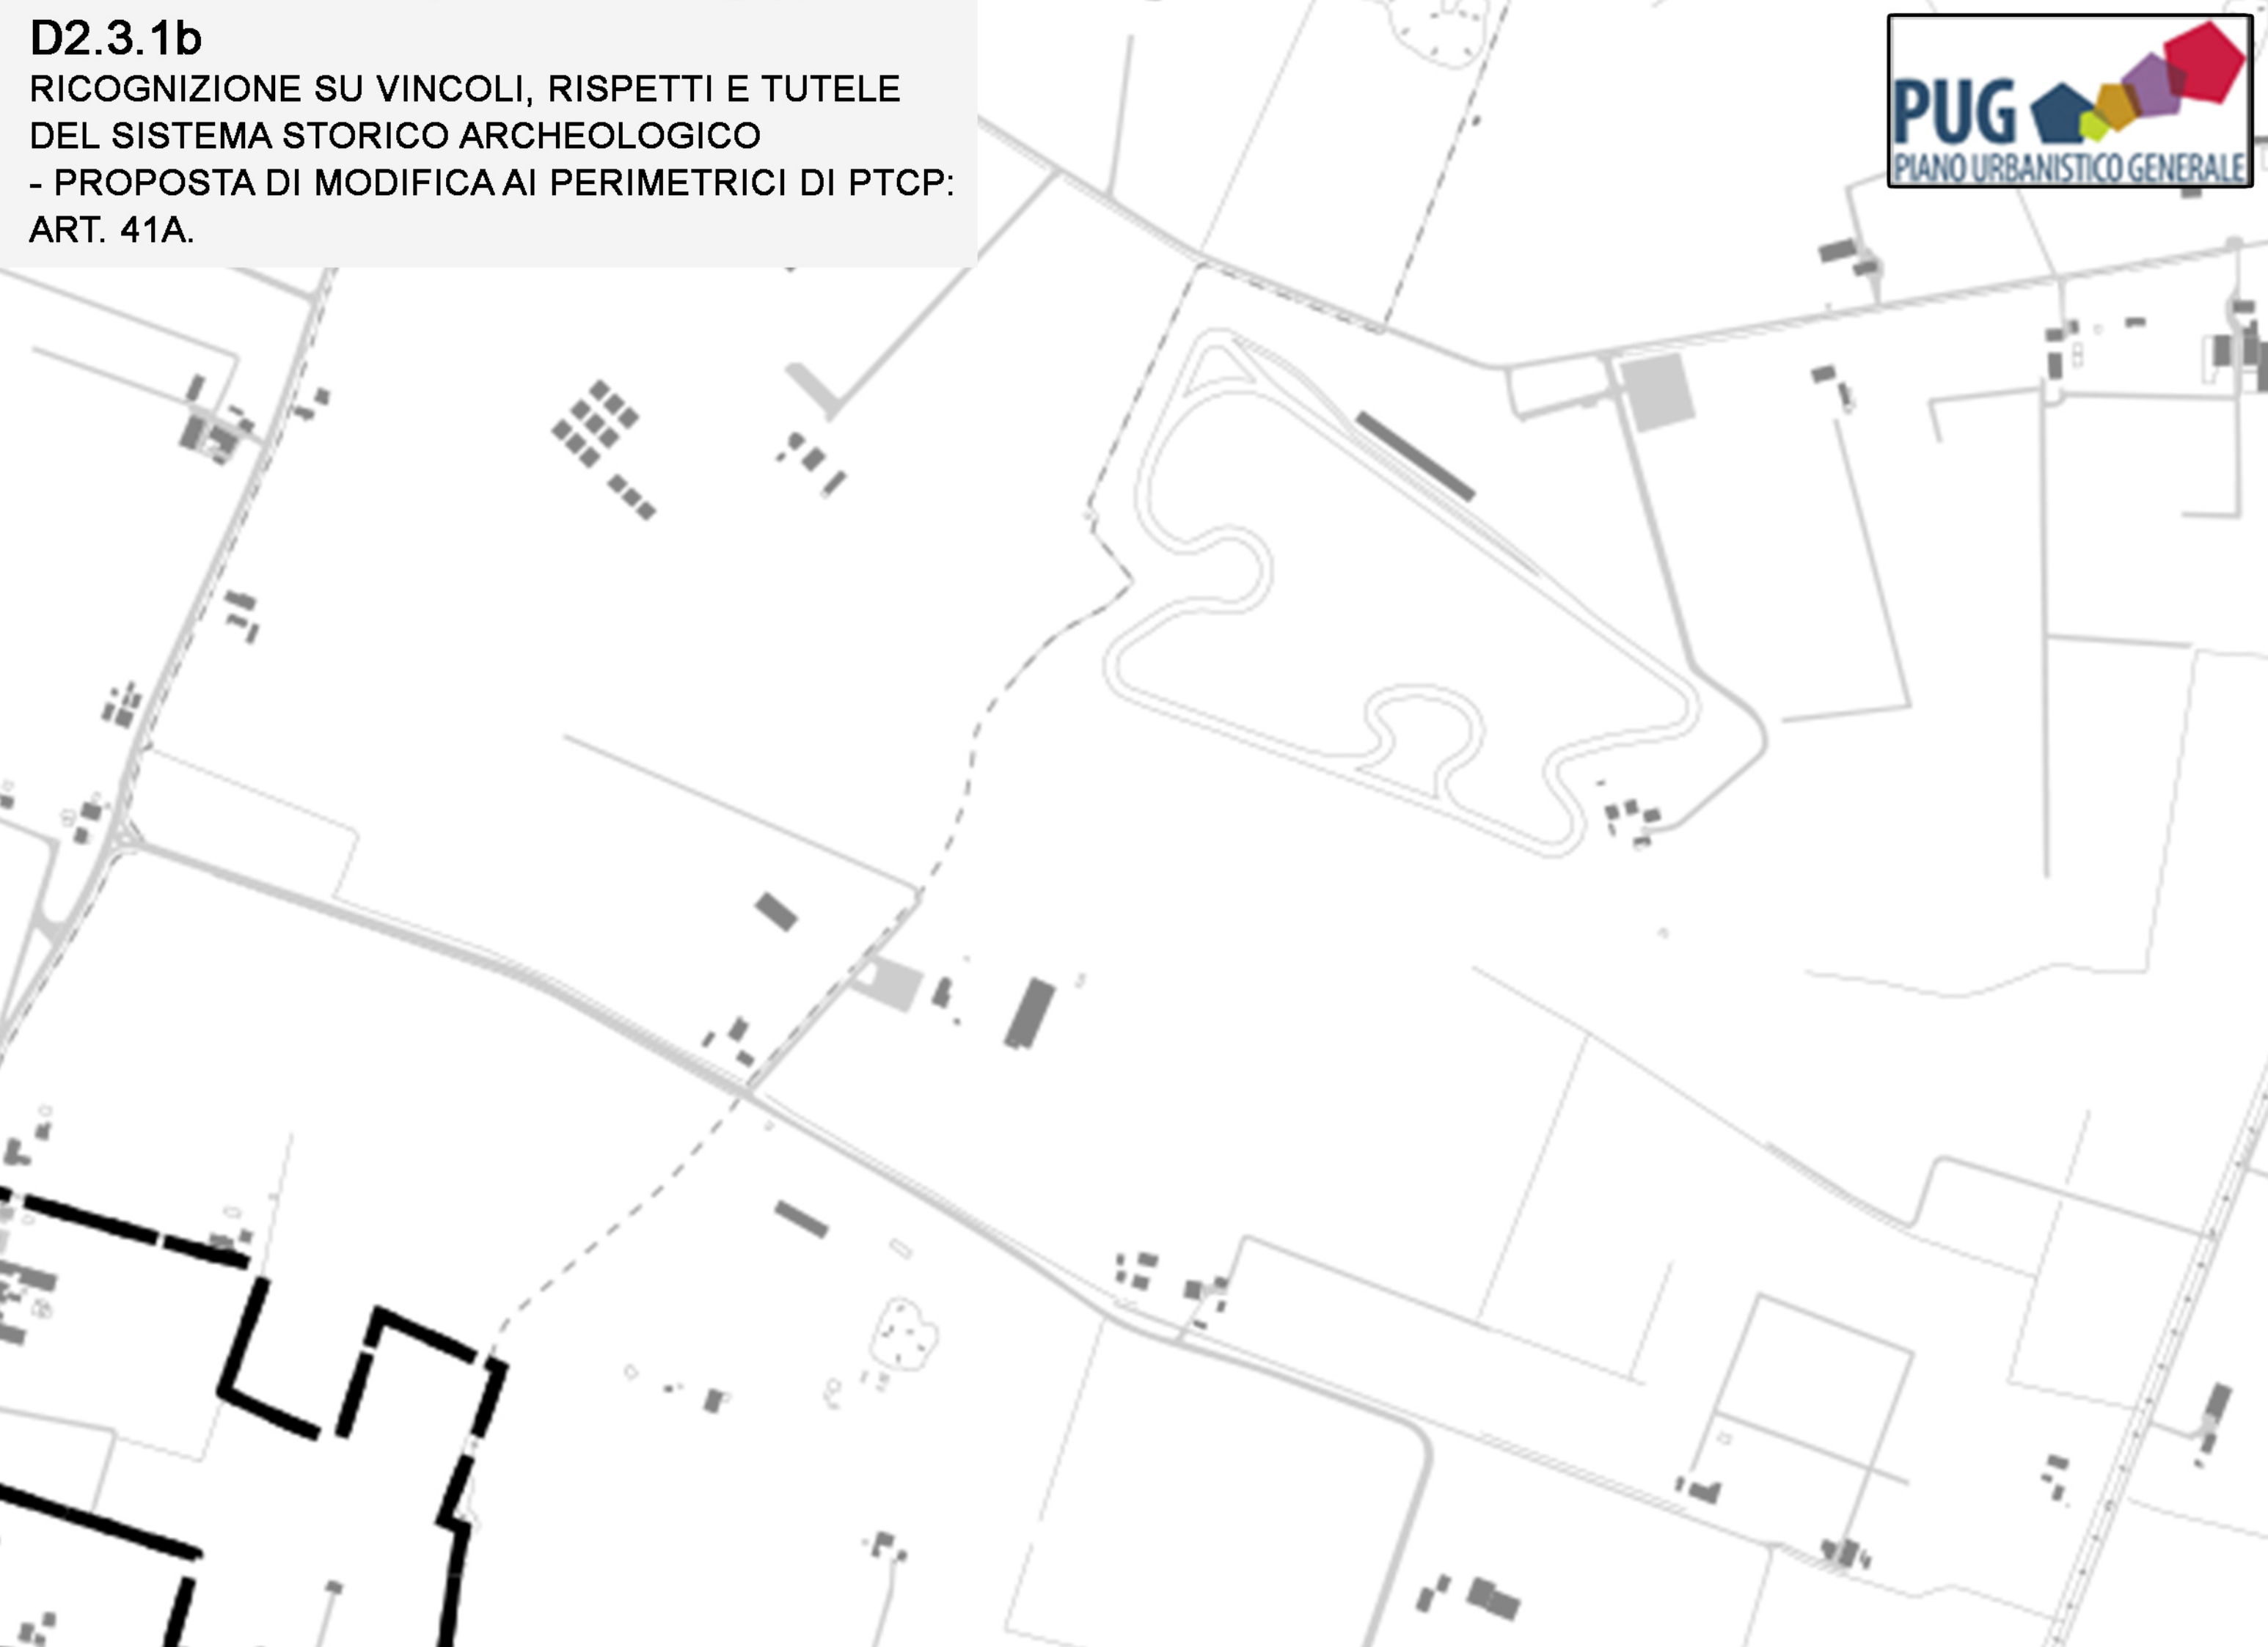 D2.3.1b
RICOGNIZIONE SU VINCOLI, RISPETTI E TUTELE
DEL SISTEMA STORICO ARCHEOLOGICO
- PROPOSTA DI MODIFICA AI PERIMETRICI DI PTCP:
ART. 41A.
PUG
PIANO URBANISTICO GENERALE